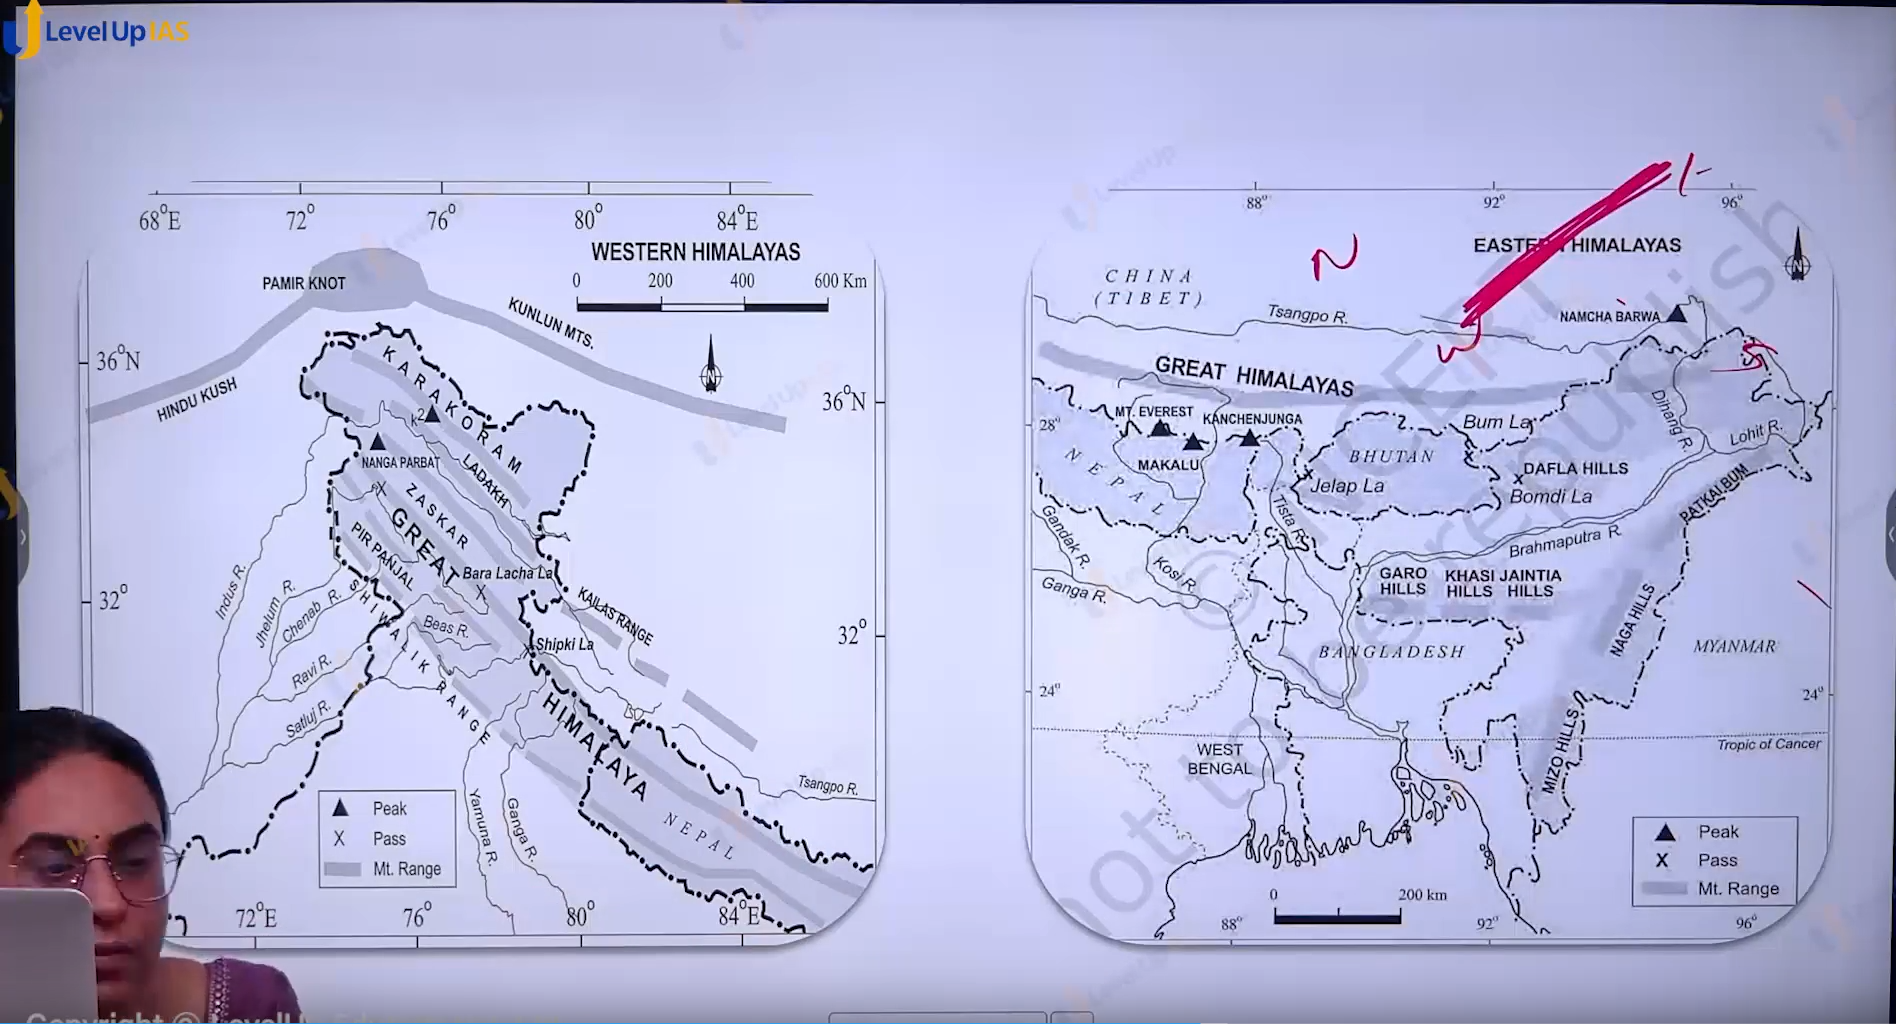 Level Up IAS
68°E
72°
76°
80°
84°E
WESTERN HIMALAYAS
0 200 400 600 Km
PAMIR KNOT
KUNLUN MTS.
HINDU KUSH
36°N
36°N
KARAKORAM
K2
NANGA PARBAT
LADAKH
ZASKAR
GREAT
PIR PANJAL
Bara Lacha La
32°
32°
SHIWALIK RANGE
KAILAS RANGE
Indus R.
Jhelum R.
Chenab R.
Beas R.
Shipki La
Ravi R.
Satluj R.
HIMALAYA
Tsangpo R.
NEPAL
Yamuna R.
Ganga R.
Peak
Pass
Mt. Range
72°E
76°
80°
84°E
88°
92°
96°
EASTERN HIMALAYAS
N
CHINA
(TIBET)
Tsangpo R.
NAMCHA BARWA
GREAT HIMALAYAS
MT. EVEREST
KANCHENJUNGA
MAKALU
28°
NEPAL
BHUTAN
Bum La
Dihang R.
Lohit R.
DAFLA HILLS
Jelap La
Bomdi La
PATKAI BUM
Tista R.
Gandak R.
Kosi R.
Ganga R.
Brahmaputra R.
GARO HILLS
KHASI HILLS
JAINTIA HILLS
NAGA HILLS
BANGLADESH
MYANMAR
24°
24°
WEST BENGAL
Tropic of Cancer
MIZO HILLS
Peak
Pass
Mt. Range
0 200 km
88°
92°
96°
not to be republished